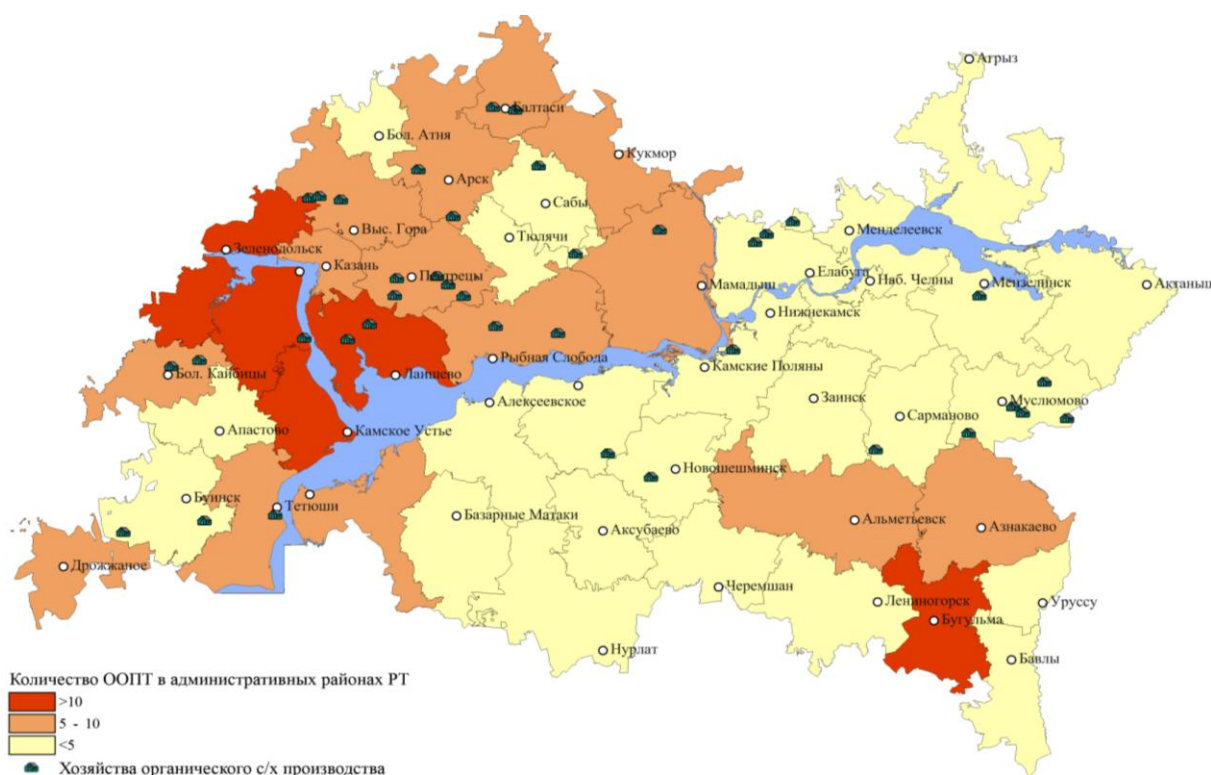 Агрыз
Балтаси
Бол. Атня
Кукмор
Арск
Сабы
Выс. Гора
Тюлячи
Менделеевск
Зеленодольск
Казань
Пестрецы
Елабуга
Наб. Челны
Мамадыш
Мензелинск
Актаныш
Нижнекамск
Рыбная Слобода
Камские Поляны
Бол. Кайбицы
Лаишево
Алексеевское
Заинск
Муслюмово
Сарманово
Апастово
Камское Устье
Новошешминск
Буинск
Тетюши
Базарные Матаки
Аксубаево
Альметьевск
Азнакаево
Дрожжаное
Черемшан
Лениногорск
Уруссу
Бугульма
Нурлат
Бавлы
Количество ООПТ в административных районах РТ
>10
5 - 10
<5
Хозяйства органического с/х производства